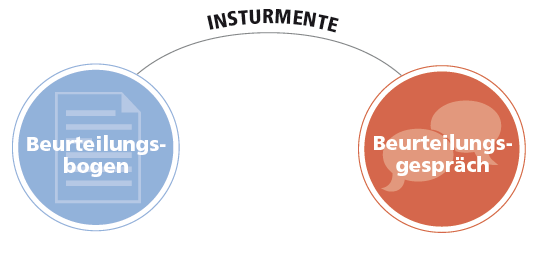 INSTURMENTE
Beurteilungs-
bogen
Beurteilungs-
gespräch